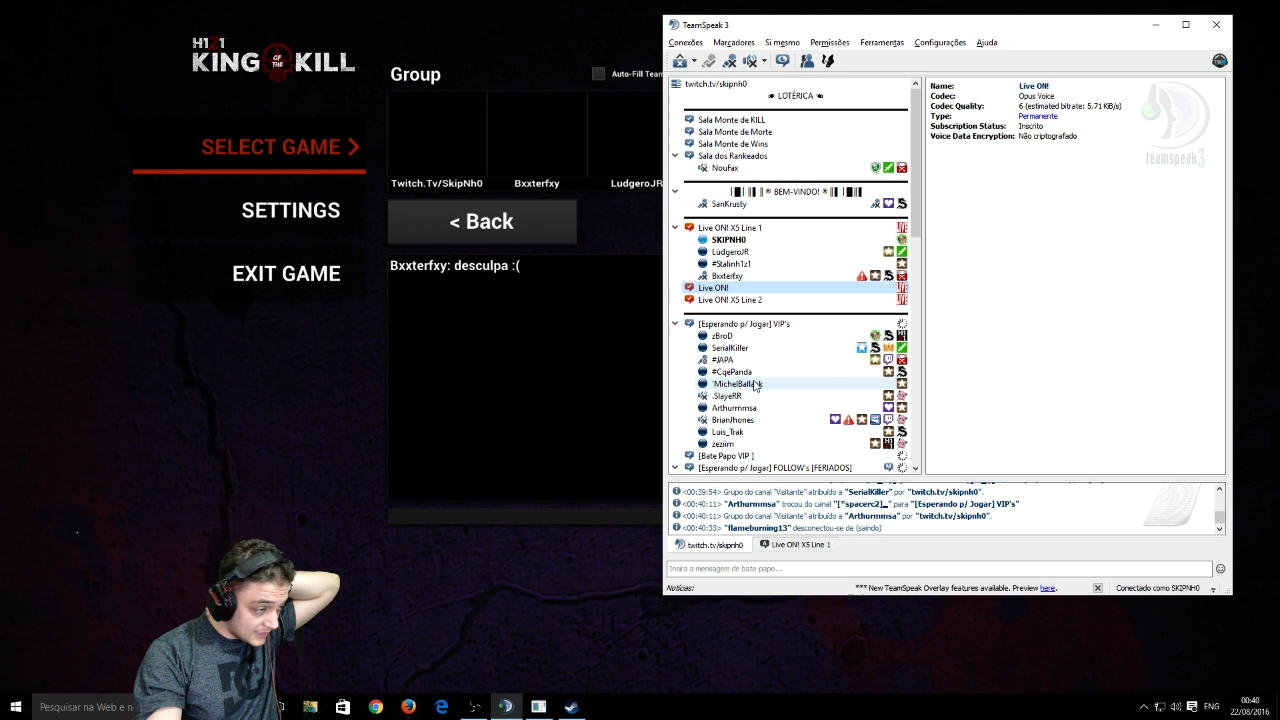 H1Z1
KING OF THE KILL
SELECT GAME
SETTINGS
EXIT GAME
Group
Auto-Fill Team
Twitch.Tv/SkipNh0
Bxxterfxy
LudgeroJR
< Back
Bxxterfxy: desculpa :(
TeamSpeak 3
Conexões Marcadores Si mesmo Permissões Ferramentas Configurações Ajuda
twitch.tv/skipnh0
LOTÉRICA
Sala Monte de KILL
Sala Monte de Morte
Sala Monte de Wins
Sala dos Rankeados
NouFax
BEM-VINDO!
SanKrusty
Live ON! X5 Line 1
SKIPNH0
LudgeroJR
#Stalinh1z1
Bxxterfxy
Live ON!
Live ON! X5 Line 2
[Esperando p/ Jogar] VIP's
zBroD
SerialKiller
#JAPA
#CqePanda
.SlayeRR
Arthurmmsa
BrianJhones
Luis_Trak
zeziim
[Bate Papo VIP ]
[Esperando p/ Jogar] FOLLOW's [FERIADOS]
Name: Live ON!
Codec: Opus Voice
Codec Quality: 6 (estimated bitrate: 5.71 KiB/s)
Type: Permanente
Subscription Status: Inscrito
Voice Data Encryption: Não criptografado
teamspeak3
<00:39:54> Grupo do canal "Visitante" atribuído a "SerialKiller" por "twitch.tv/skipnh0".
<00:40:11> "Arthurmmsa" trocou do canal "[*spacerc2]_" para "[Esperando p/ Jogar] VIP's"
<00:40:11> Grupo do canal "Visitante" atribuído a "Arthurmmsa" por "twitch.tv/skipnh0".
<00:40:33> "flameburning13" desconectou-se de (saindo)
twitch.tv/skipnh0
Live ON! X5 Line 1
Insira a mensagem de bate-papo...
Notícias:
*** New TeamSpeak Overlay features available. Preview here.
Conectado como SKIPNH0
Pesquisar na Web e n
ENG
00:40
22/08/2016